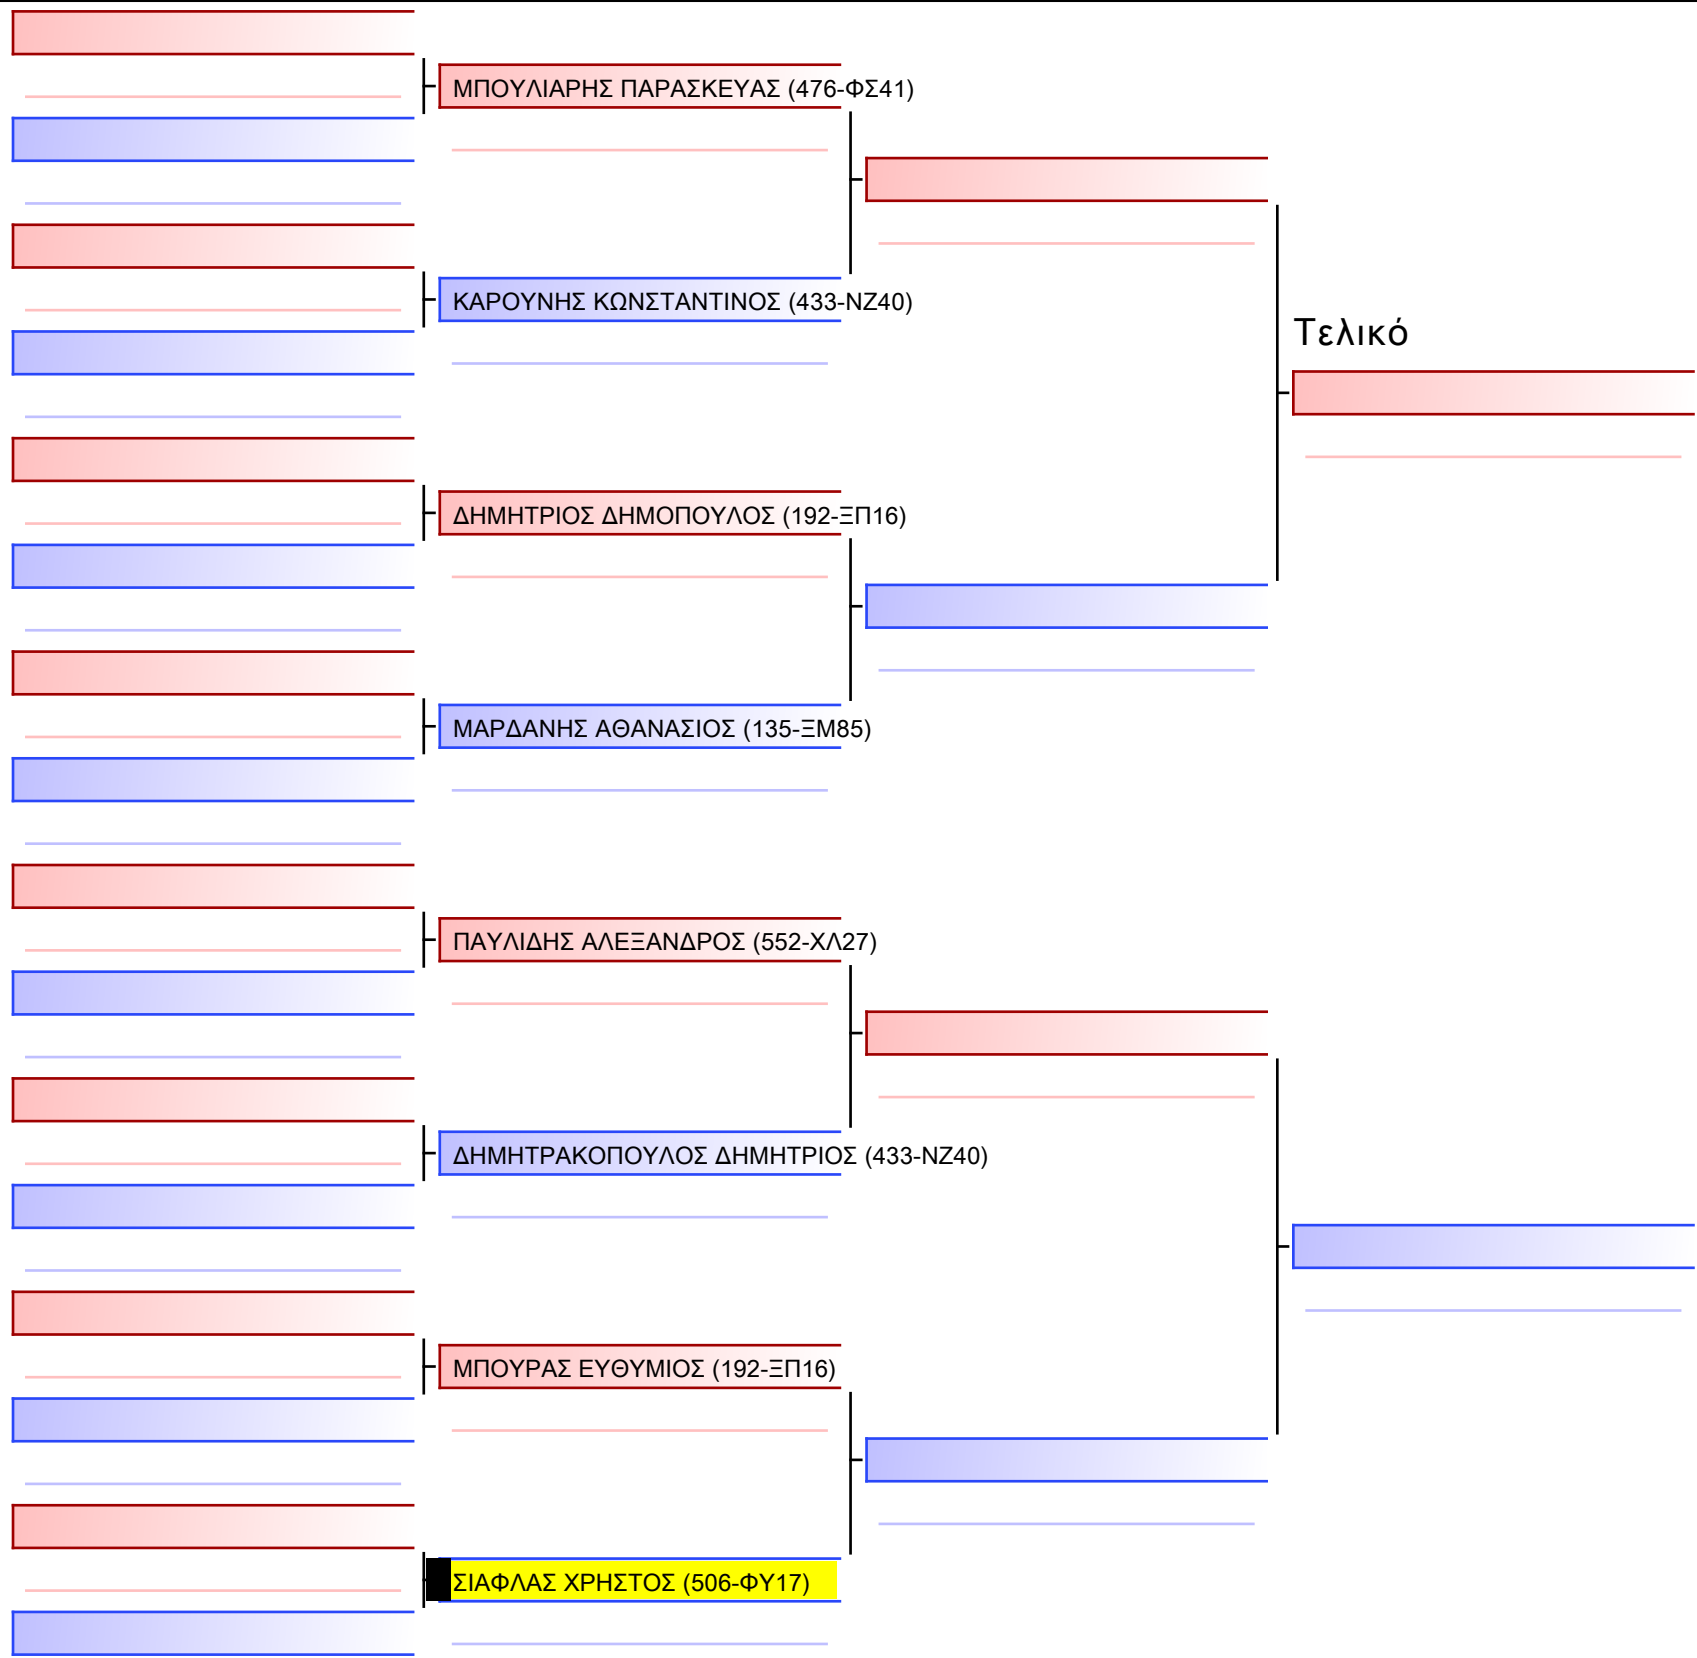 ΜΠΟΥΛΙΑΡΗΣ ΠΑΡΑΣΚΕΥΑΣ (476-ΦΣ41)
ΚΑΡΟΥΝΗΣ ΚΩΝΣΤΑΝΤΙΝΟΣ (433-ΝΖ40)
Τελικό
ΔΗΜΗΤΡΙΟΣ ΔΗΜΟΠΟΥΛΟΣ (192-ΞΠ16)
ΜΑΡΔΑΝΗΣ ΑΘΑΝΑΣΙΟΣ (135-ΞΜ85)
ΠΑΥΛΙΔΗΣ ΑΛΕΞΑΝΔΡΟΣ (552-ΧΛ27)
ΔΗΜΗΤΡΑΚΟΠΟΥΛΟΣ ΔΗΜΗΤΡΙΟΣ (433-ΝΖ40)
ΜΠΟΥΡΑΣ ΕΥΘΥΜΙΟΣ (192-ΞΠ16)
ΣΙΑΦΛΑΣ ΧΡΗΣΤΟΣ (506-ΦΥ17)